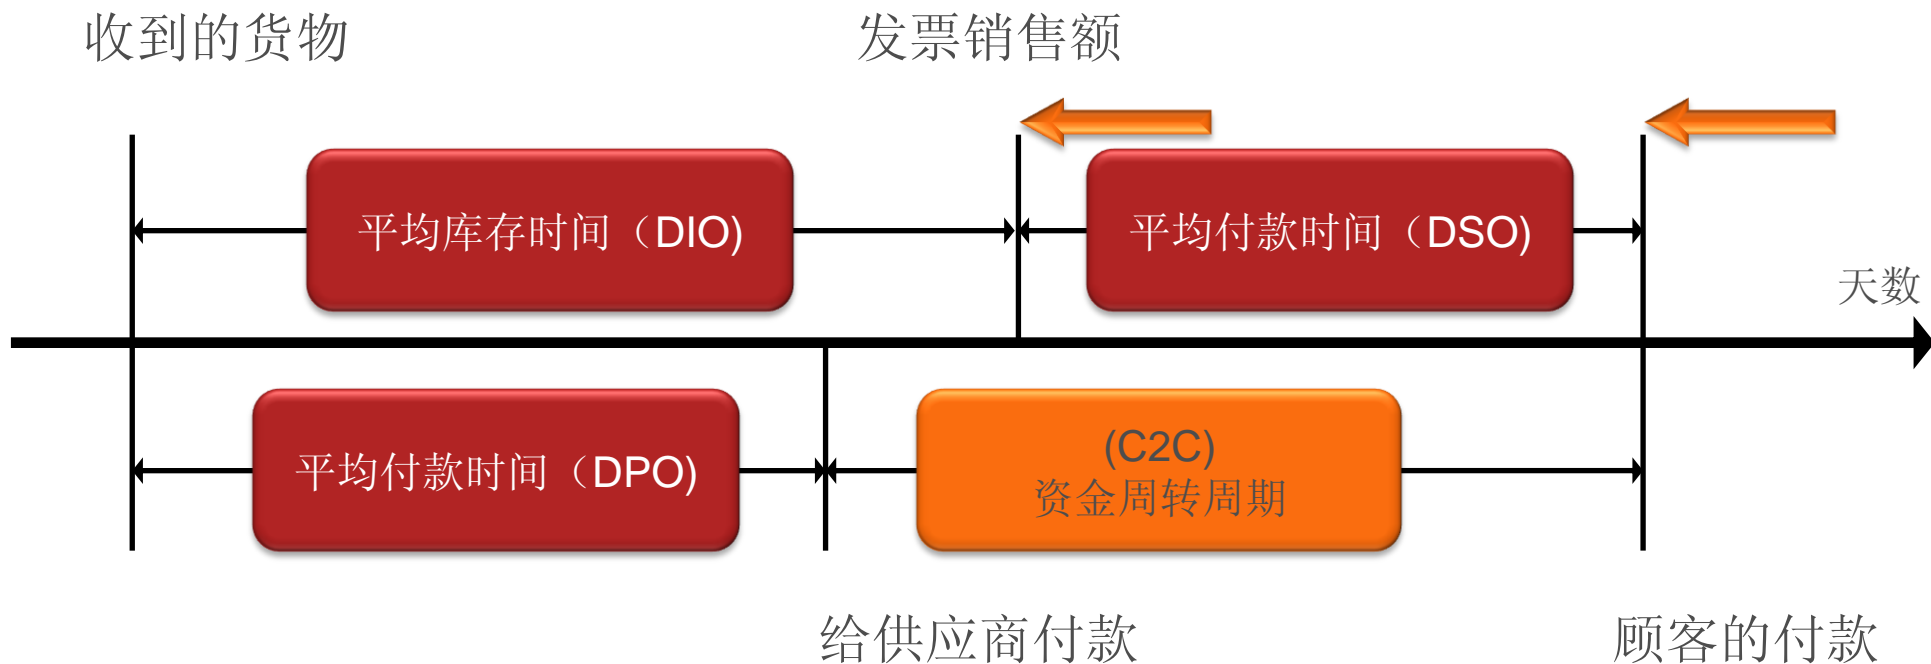 收到的货物
发票销售额
平均库存时间（DIO)
平均付款时间（DSO)
天数
平均付款时间（DPO)
(C2C)
资金周转周期
给供应商付款
顾客的付款